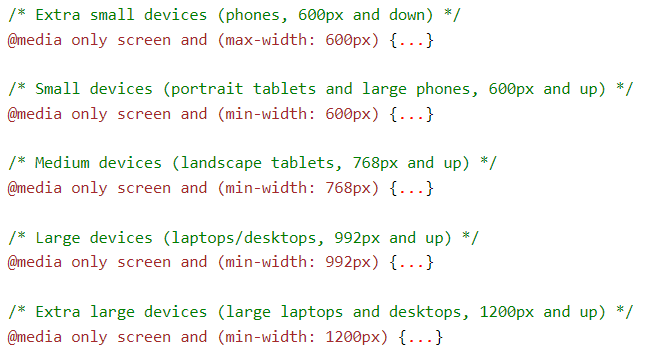 /* Extra small devices (phones, 600px and down) */
@media only screen and (max-width: 600px) {...}
/* Small devices (portrait tablets and large phones, 600px and up) */
@media only screen and (min-width: 600px) {...}
/* Medium devices (landscape tablets, 768px and up) */
@media only screen and (min-width: 768px) {...}
/* Large devices (laptops/desktops, 992px and up) */
@media only screen and (min-width: 992px) {...}
/* Extra large devices (large laptops and desktops, 1200px and up) */
@media only screen and (min-width: 1200px) {...}